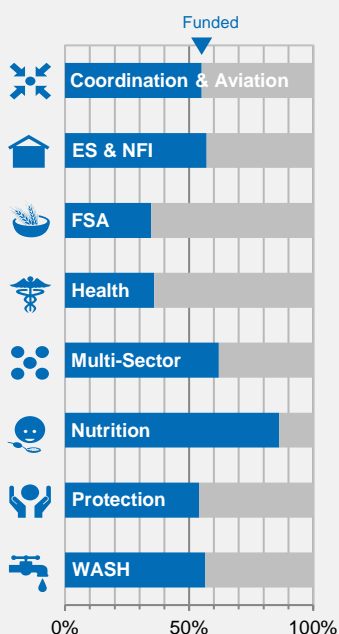 Funded
Coordination & Aviation
ES & NFI
FSA
Health
Multi-Sector
Nutrition
Protection
WASH
0% 50% 100%